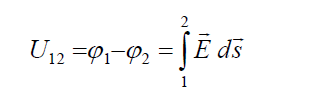 U₁₂ =φ₁−φ₂ = ∫₁² E⃗ ds⃗